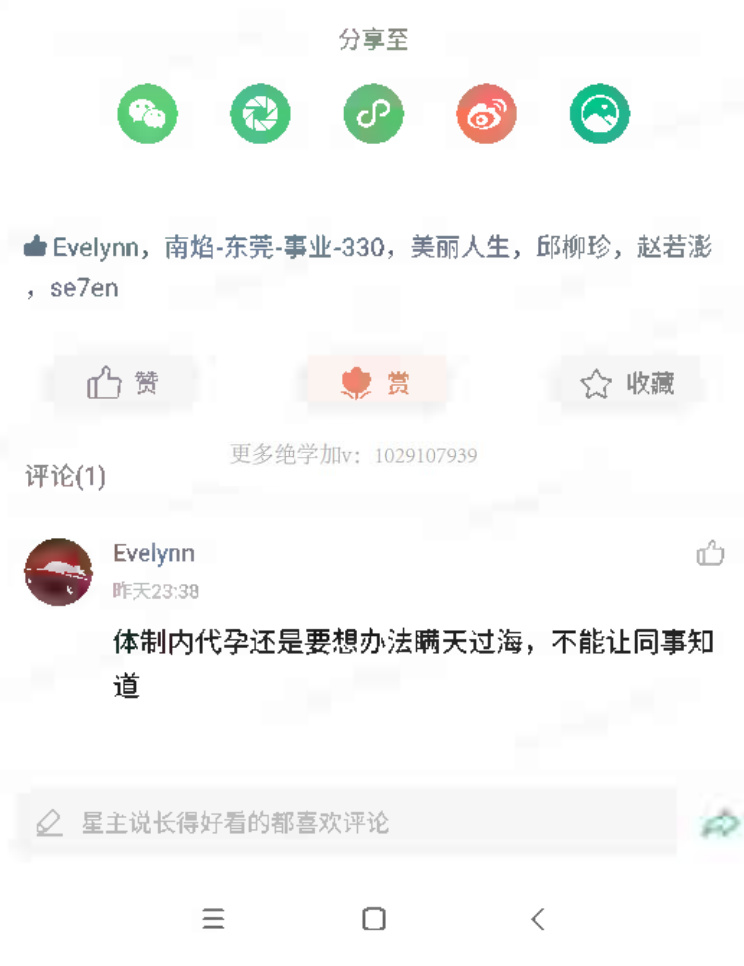 分享至
Evelynn，南焰-东莞-事业-330，美丽人生，邱柳珍，赵若澎
，se7en
赞 赏 收藏
更多绝学加v：1029107939
评论(1)
Evelynn
昨天23:38
体制内代孕还是要想办法瞒天过海，不能让同事知
道
星主说长得好看的都喜欢评论